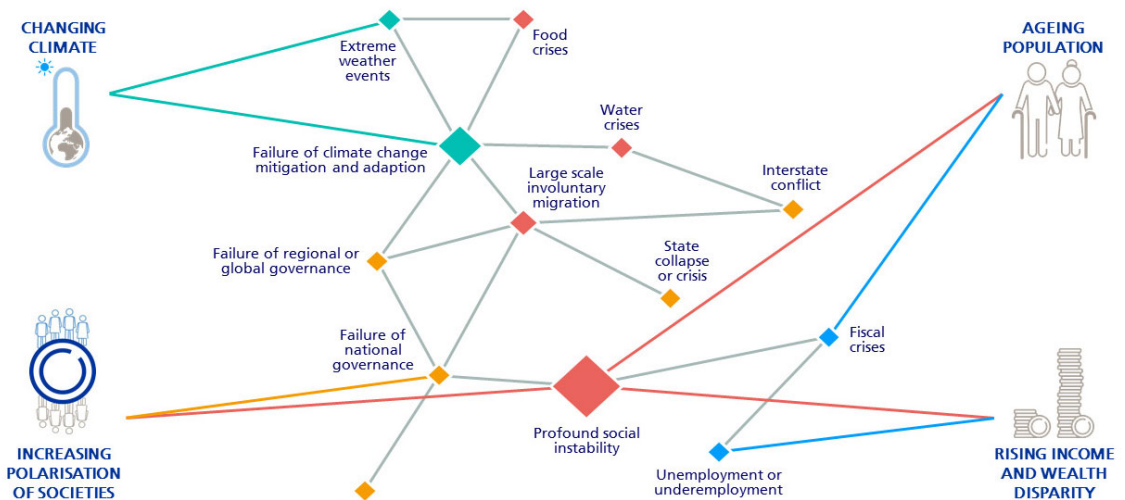 CHANGING
CLIMATE
Extreme
weather
events
Food
crises
AGEING
POPULATION
Water
crises
Failure of climate change
mitigation and adaption
Large scale
involuntary
migration
Interstate
conflict
Failure of regional or
global governance
State
collapse
or crisis
Failure of
national
governance
Fiscal
crises
Profound social
instability
INCREASING
POLARISATION
OF SOCIETIES
Unemployment or
underemployment
RISING INCOME
AND WEALTH
DISPARITY